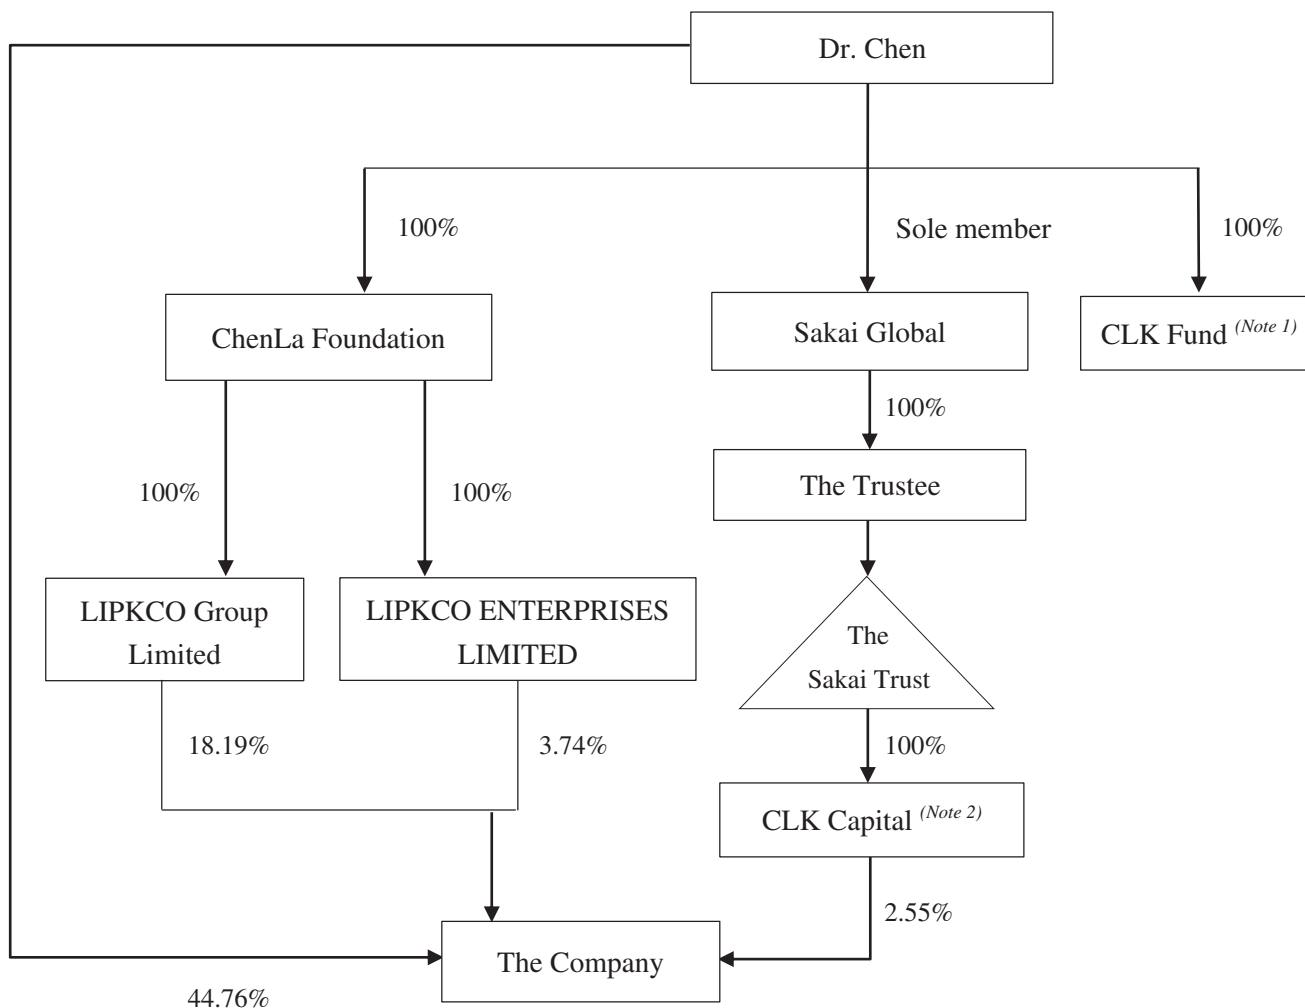 Dr. Chen
100%
Sole member
100%
ChenLa Foundation
Sakai Global
CLK Fund (Note 1)
100%
100%
100%
The Trustee
LIPKCO Group
Limited
LIPKCO ENTERPRISES
LIMITED
The
Sakai Trust
18.19%
3.74%
100%
CLK Capital (Note 2)
2.55%
The Company
44.76%